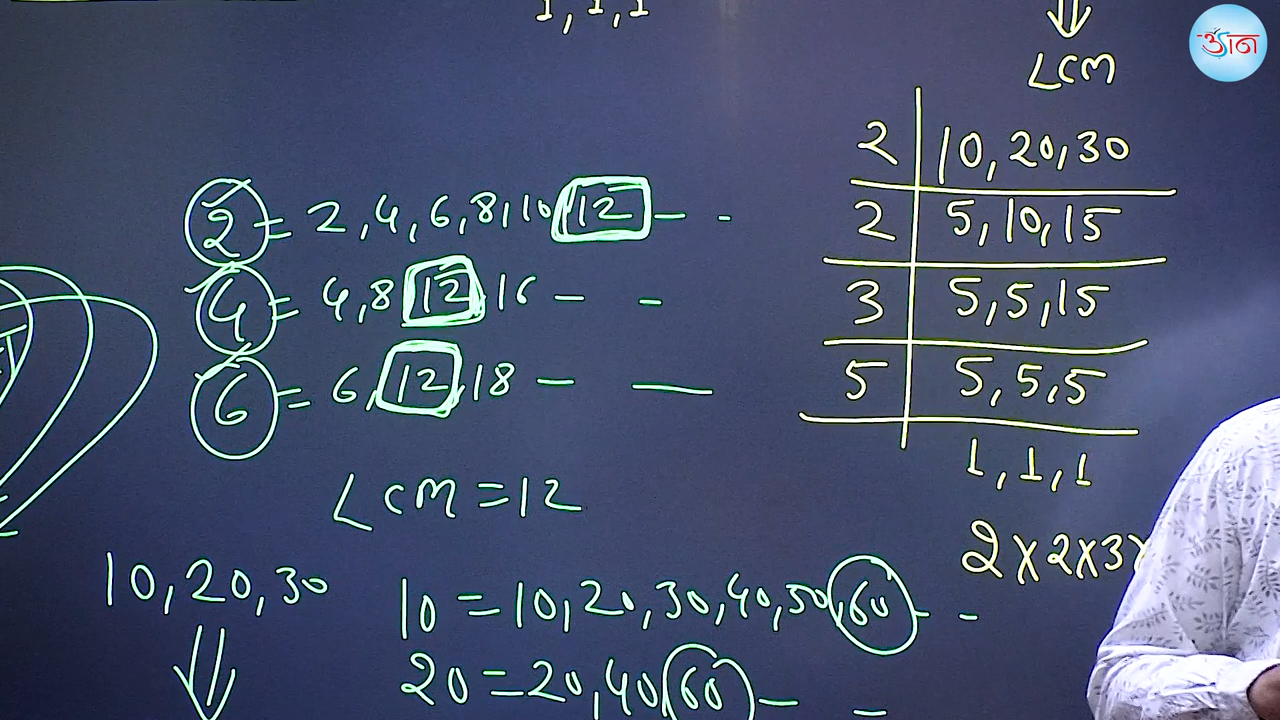 1, 1, 1
LCM
2 | 10, 20, 30
2 | 5, 10, 15
3 | 5, 5, 15
5 | 5, 5, 5
1, 1, 1
2 X 2 X 3 X
2 = 2, 4, 6, 8, 10, 12 — -
4 = 4, 8, 12, 16 — -
6 = 6, 12, 18 — —
LCM = 12
10, 20, 30
10 = 10, 20, 30, 40, 50, 60 - -
20 = 20, 40, 60 — -